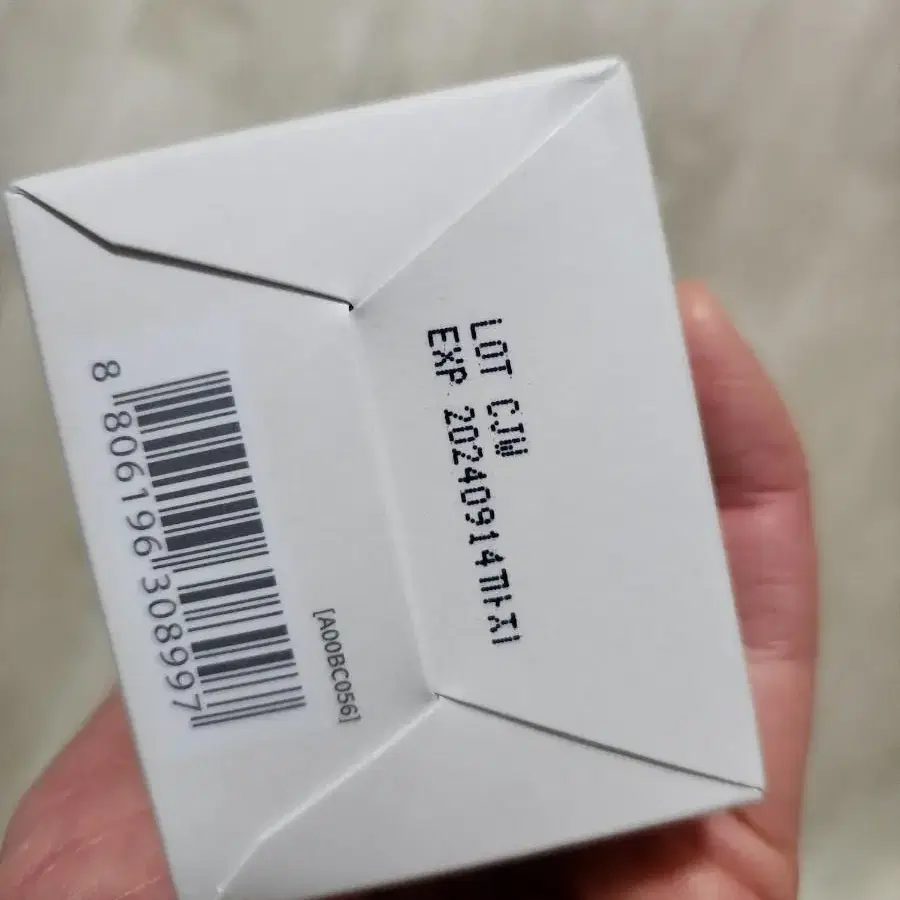 LOT CJW
EXP 20240914까지
8 806196 308997
[A00BC056]